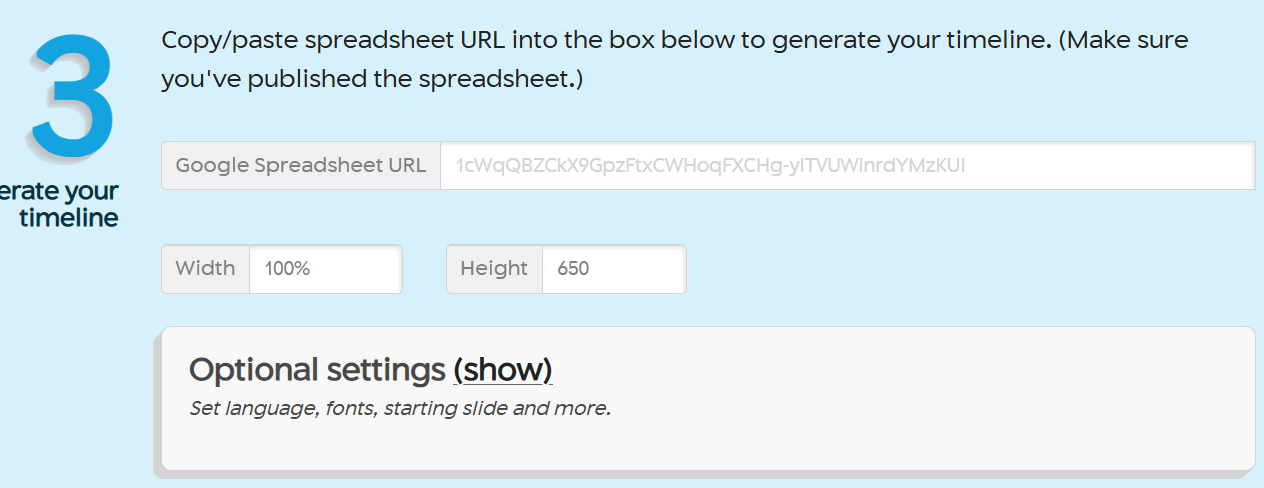 3
Copy/paste spreadsheet URL into the box below to generate your timeline. (Make sure
you've published the spreadsheet.)
erate your
timeline
Google Spreadsheet URL 1cWqQBZCkX9GpzFtxCWHoqFXCHg-ylTVUWlnrdYMzKUI
Width 100% Height 650
Optional settings (show)
Set language, fonts, starting slide and more.